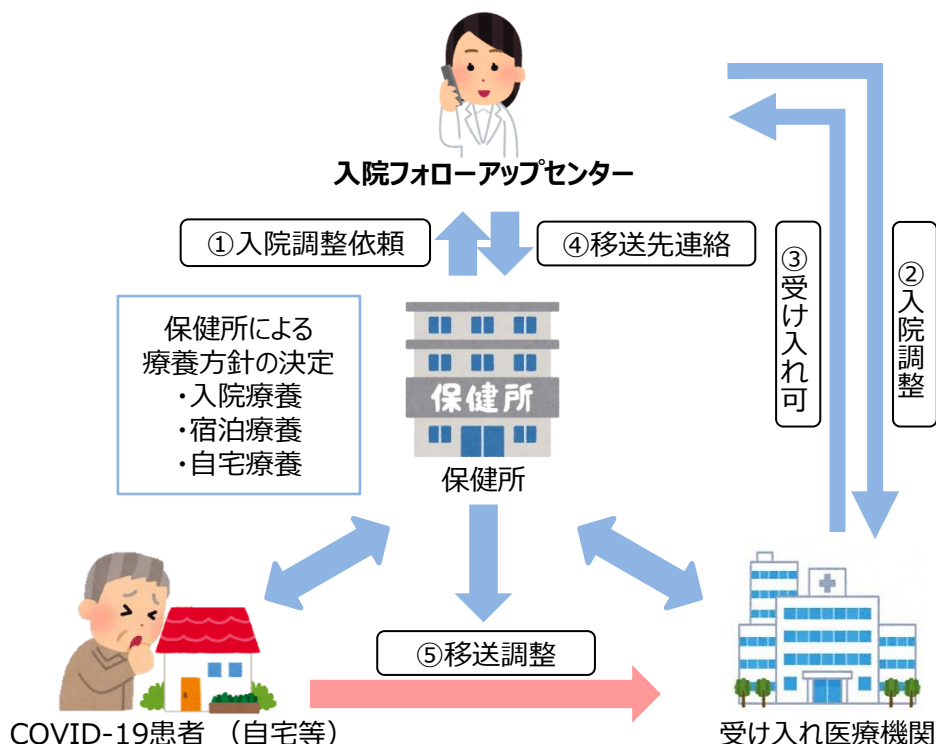 入院フォローアップセンター
①入院調整依頼
④移送先連絡
③受け入れ可
②入院調整
保健所による
療養方針の決定
・入院療養
・宿泊療養
・自宅療養
保健所
保健所
⑤移送調整
COVID-19患者 （自宅等）
受け入れ医療機関